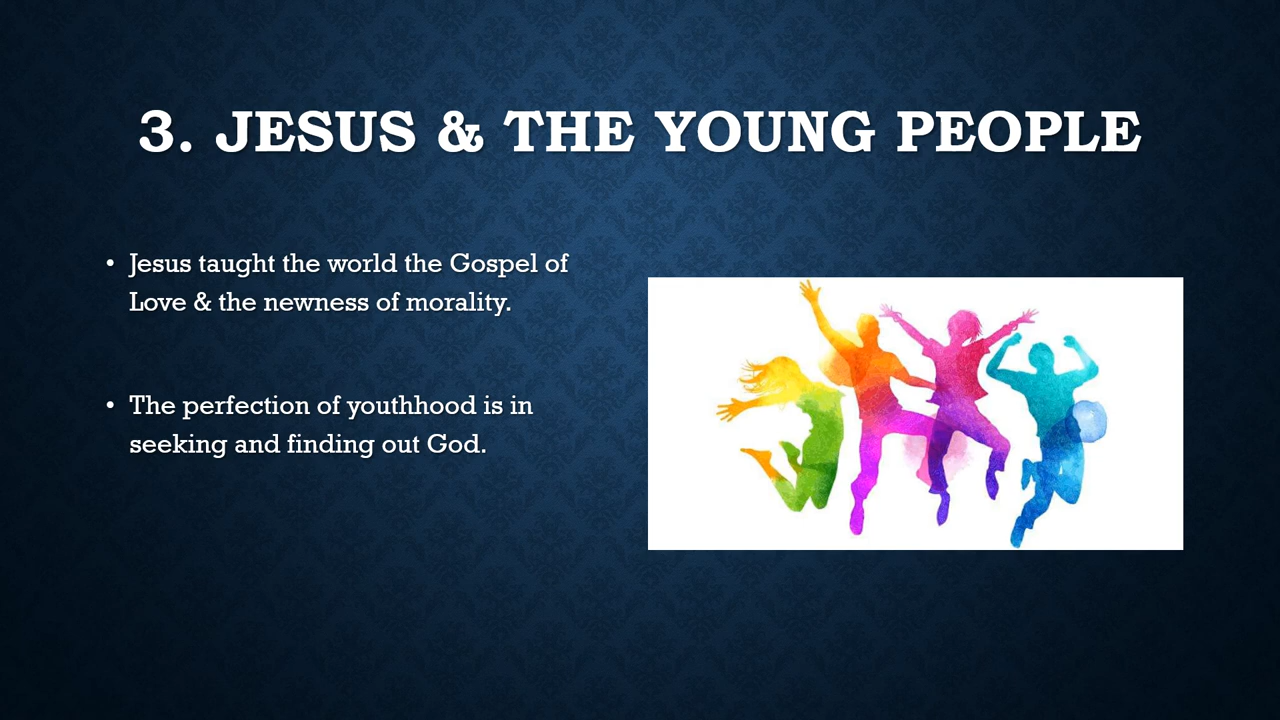 3. JESUS & THE YOUNG PEOPLE
• Jesus taught the world the Gospel of
Love & the newness of morality.
• The perfection of youthhood is in
seeking and finding out God.